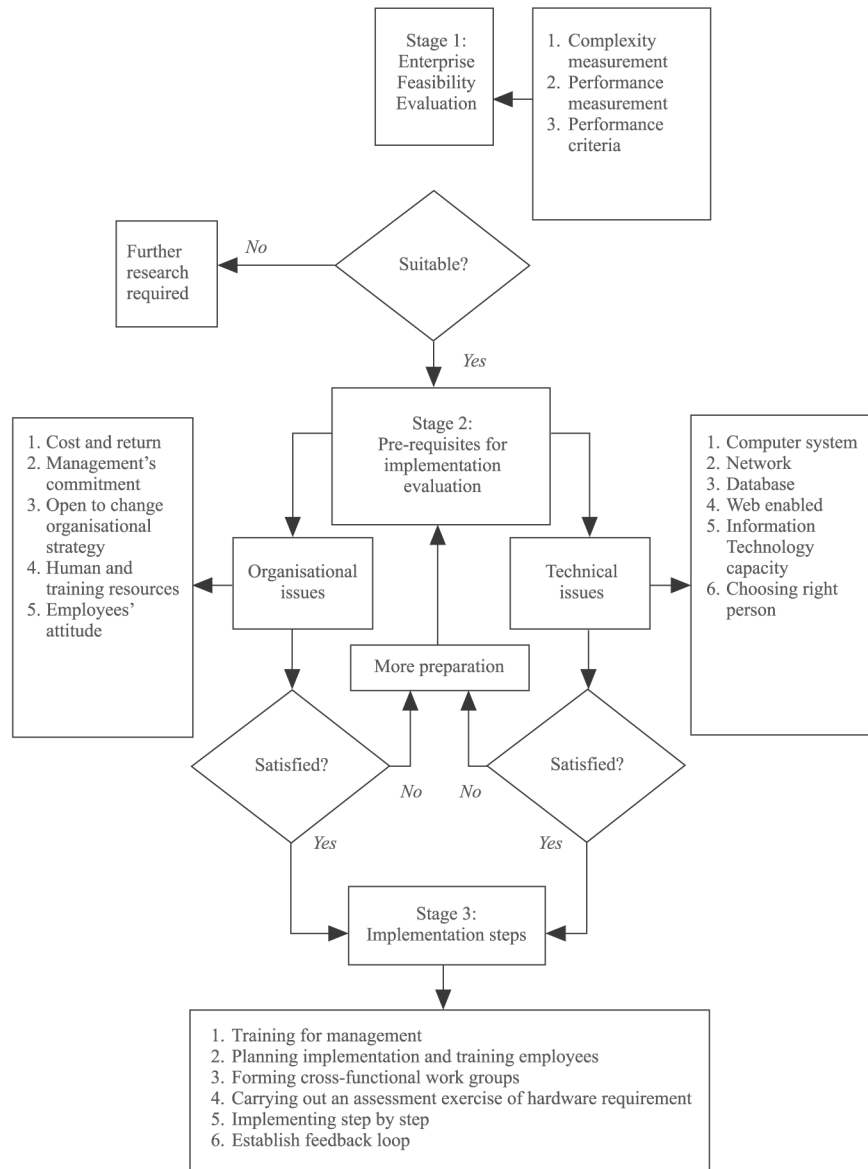 Stage 1:
Enterprise
Feasibility
Evaluation
1. Complexity
measurement
2. Performance
measurement
3. Performance
criteria
Suitable?
No
Further
research
required
Yes
Stage 2:
Pre-requisites for
implementation
evaluation
1. Cost and return
2. Management’s
commitment
3. Open to change
organisational
strategy
4. Human and
training resources
5. Employees’
attitude
Organisational
issues
Technical
issues
1. Computer system
2. Network
3. Database
4. Web enabled
5. Information
Technology
capacity
6. Choosing right
person
More preparation
Satisfied?
No
No
Satisfied?
Yes
Yes
Stage 3:
Implementation steps
1. Training for management
2. Planning implementation and training employees
3. Forming cross-functional work groups
4. Carrying out an assessment exercise of hardware requirement
5. Implementing step by step
6. Establish feedback loop